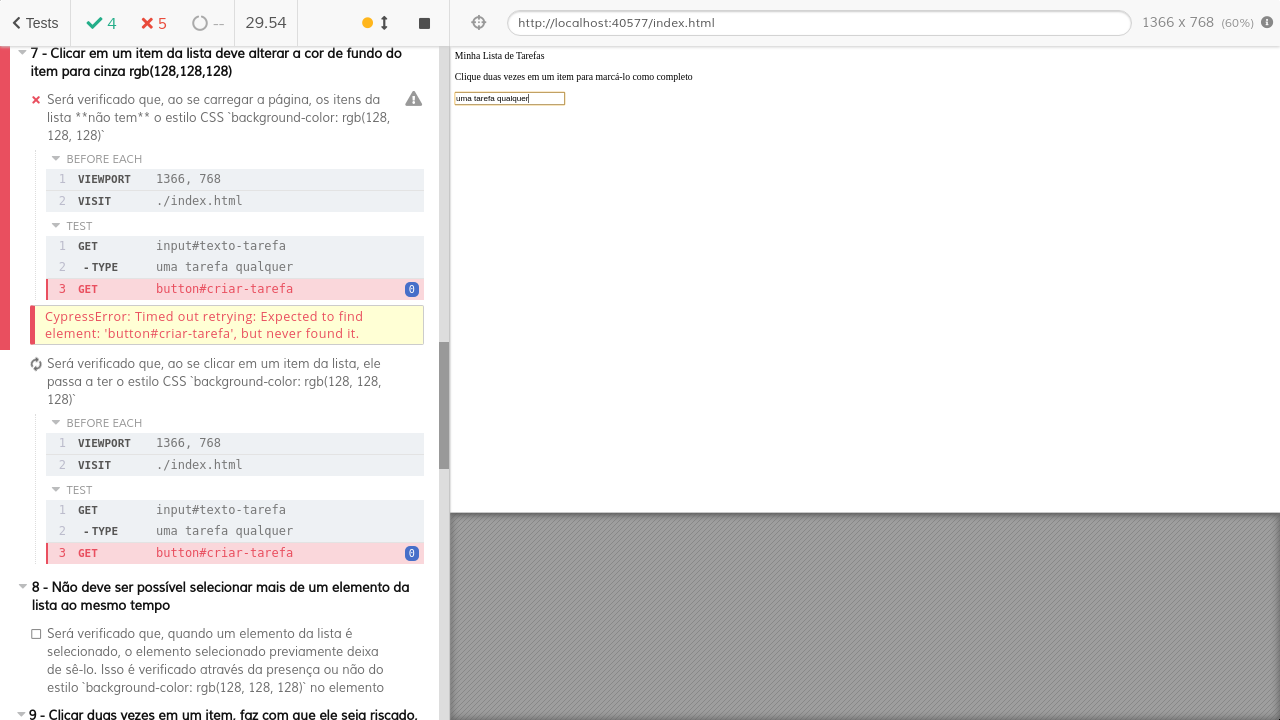 Tests
4
5
--
29.54
http://localhost:40577/index.html
1366 x 768 (60%)
7 - Clicar em um item da lista deve alterar a cor de fundo do
item para cinza rgb(128,128,128)
Será verificado que, ao se carregar a página, os itens da
lista **não tem** o estilo CSS `background-color: rgb(128,
128, 128)`
BEFORE EACH
1 VIEWPORT 1366, 768
2 VISIT ./index.html
TEST
1 GET input#texto-tarefa
2 -TYPE uma tarefa qualquer
3 GET button#criar-tarefa 0
CypressError: Timed out retrying: Expected to find
element: 'button#criar-tarefa', but never found it.
Será verificado que, ao se clicar em um item da lista, ele
passa a ter o estilo CSS `background-color: rgb(128, 128,
128)`
BEFORE EACH
1 VIEWPORT 1366, 768
2 VISIT ./index.html
TEST
1 GET input#texto-tarefa
2 -TYPE uma tarefa qualquer
3 GET button#criar-tarefa 0
8 - Não deve ser possível selecionar mais de um elemento da
lista ao mesmo tempo
Será verificado que, quando um elemento da lista é
selecionado, o elemento selecionado previamente deixa
de sê-lo. Isso é verificado através da presença ou não do
estilo `background-color: rgb(128, 128, 128)` no elemento
9 - Clicar duas vezes em um item, faz com que ele seja riscado,
Minha Lista de Tarefas
Clique duas vezes em um item para marcá-lo como completo
uma tarefa qualquer